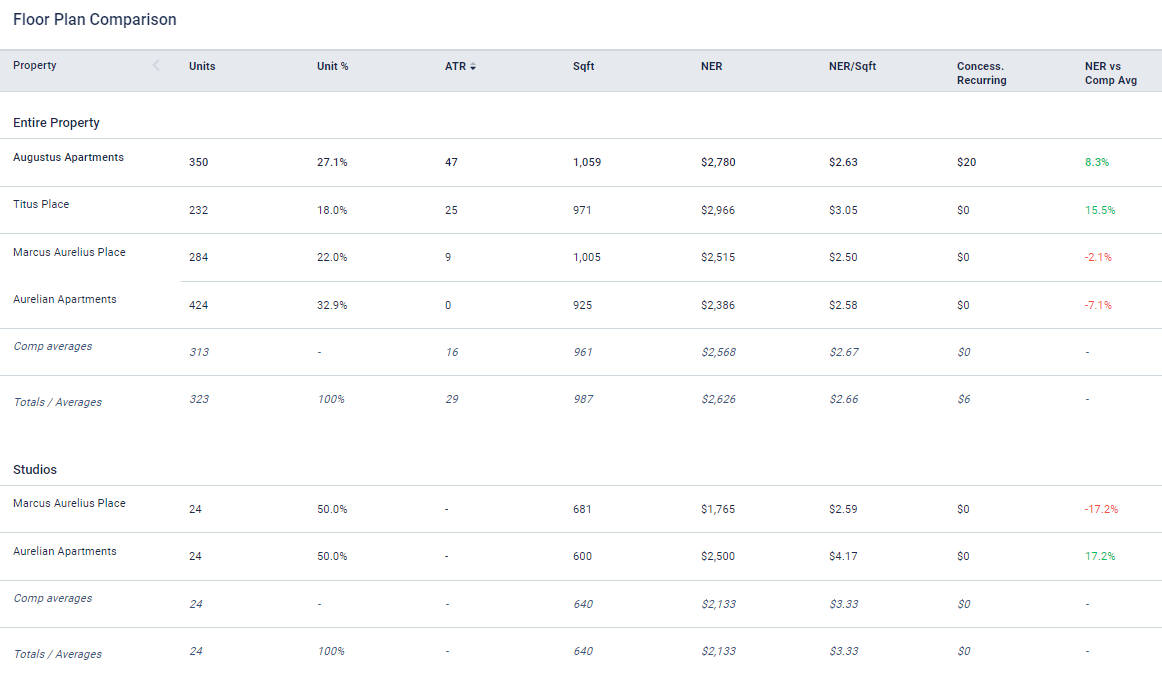 Floor Plan Comparison
Property Units Unit % ATR Sqft NER NER/Sqft Concess. Recurring NER vs Comp Avg
Entire Property
Augustus Apartments 350 27.1% 47 1,059 $2,780 $2.63 $20 8.3%
Titus Place 232 18.0% 25 971 $2,966 $3.05 $0 15.5%
Marcus Aurelius Place 284 22.0% 9 1,005 $2,515 $2.50 $0 -2.1%
Aurelian Apartments 424 32.9% 0 925 $2,386 $2.58 $0 -7.1%
Comp averages 313 - 16 961 $2,568 $2.67 $0 -
Totals / Averages 323 100% 29 987 $2,626 $2.66 $6 -
Studios
Marcus Aurelius Place 24 50.0% - 681 $1,765 $2.59 $0 -17.2%
Aurelian Apartments 24 50.0% - 600 $2,500 $4.17 $0 17.2%
Comp averages 24 - - 640 $2,133 $3.33 $0 -
Totals / Averages 24 100% - 640 $2,133 $3.33 $0 -